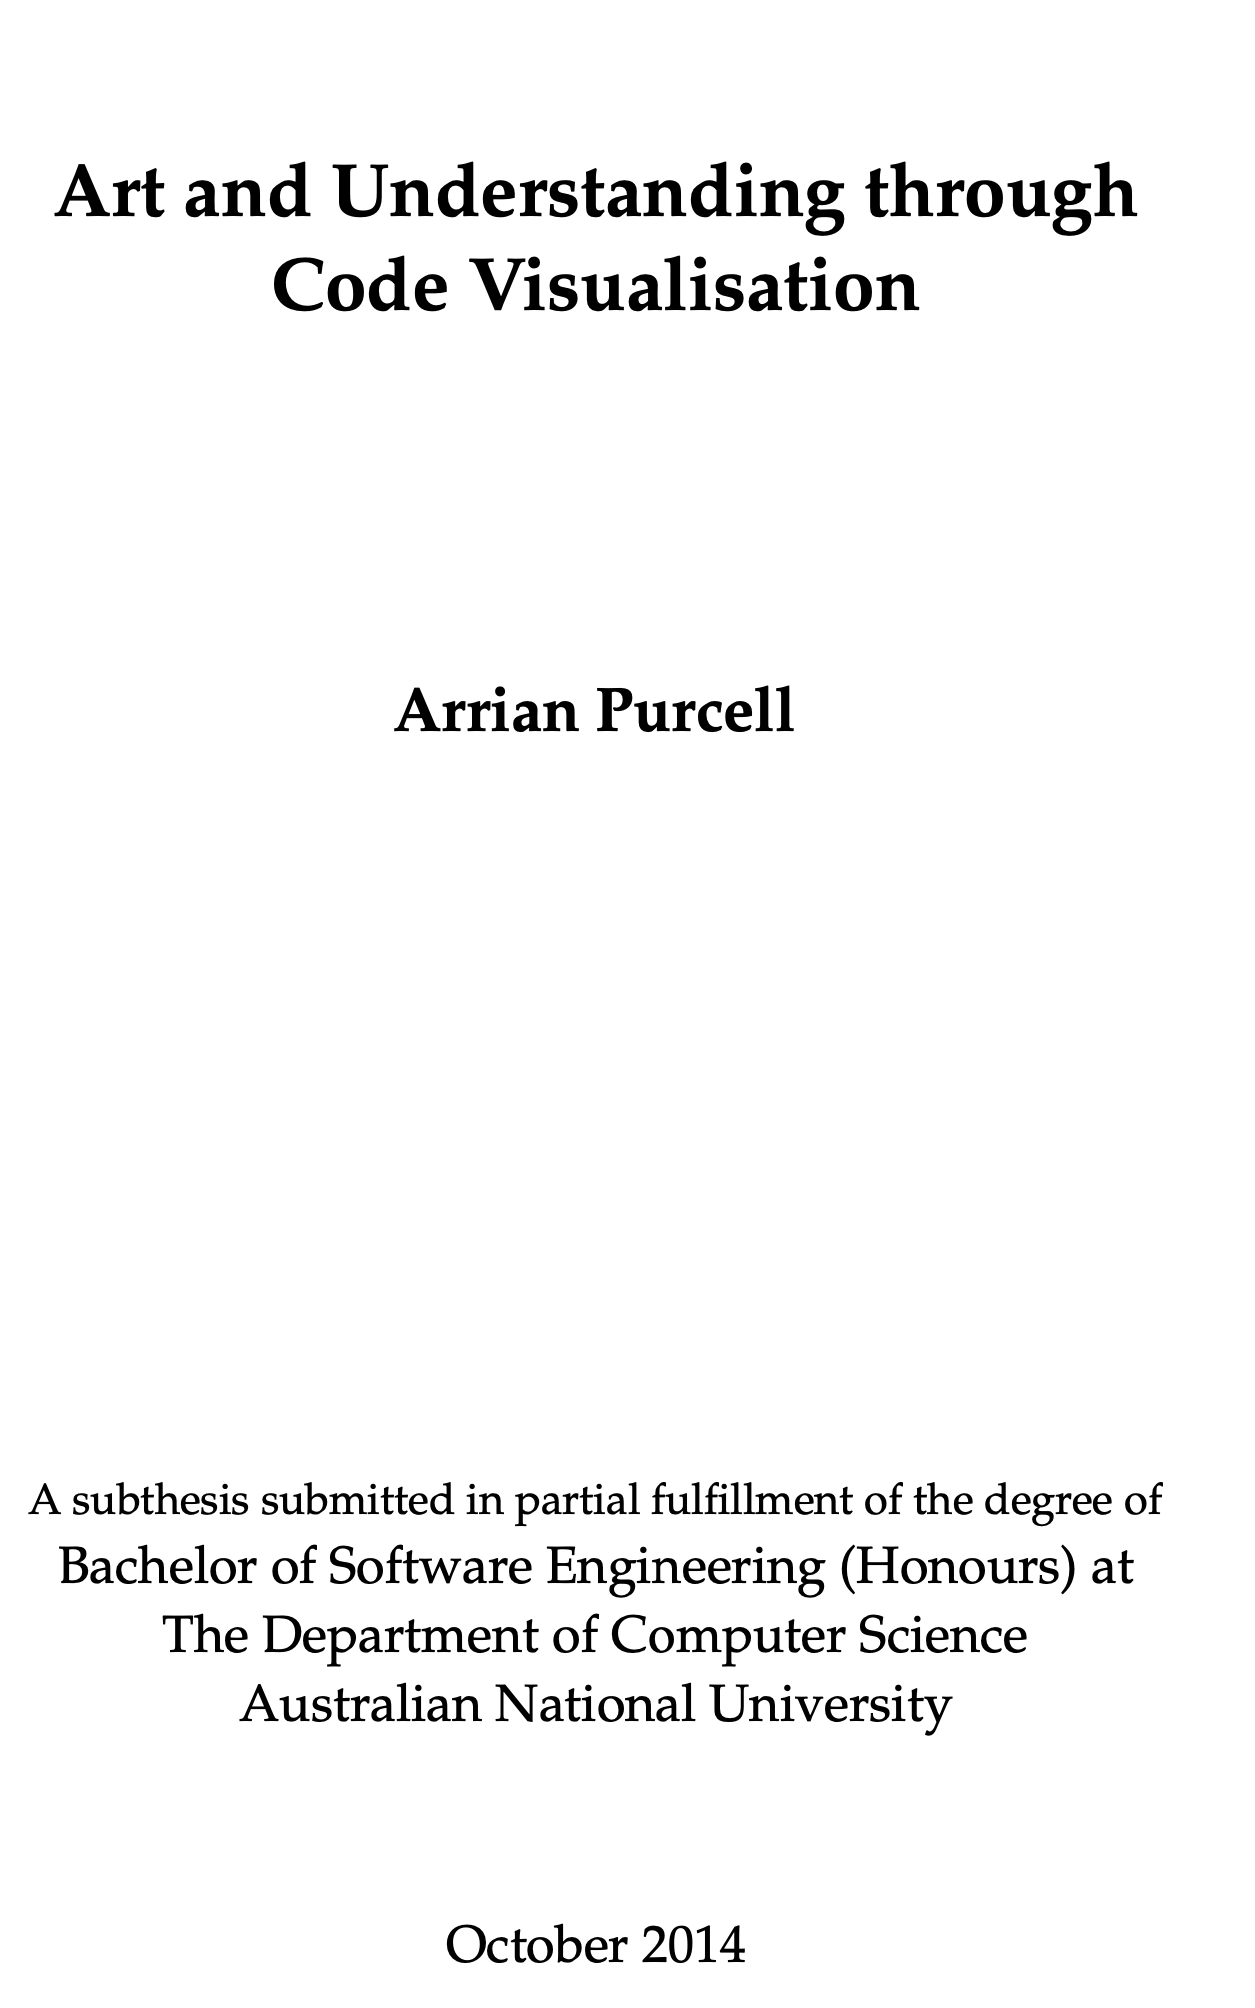 Art and Understanding through
Code Visualisation
Arrian Purcell
A subthesis submitted in partial fulfillment of the degree of
Bachelor of Software Engineering (Honours) at
The Department of Computer Science
Australian National University
October 2014